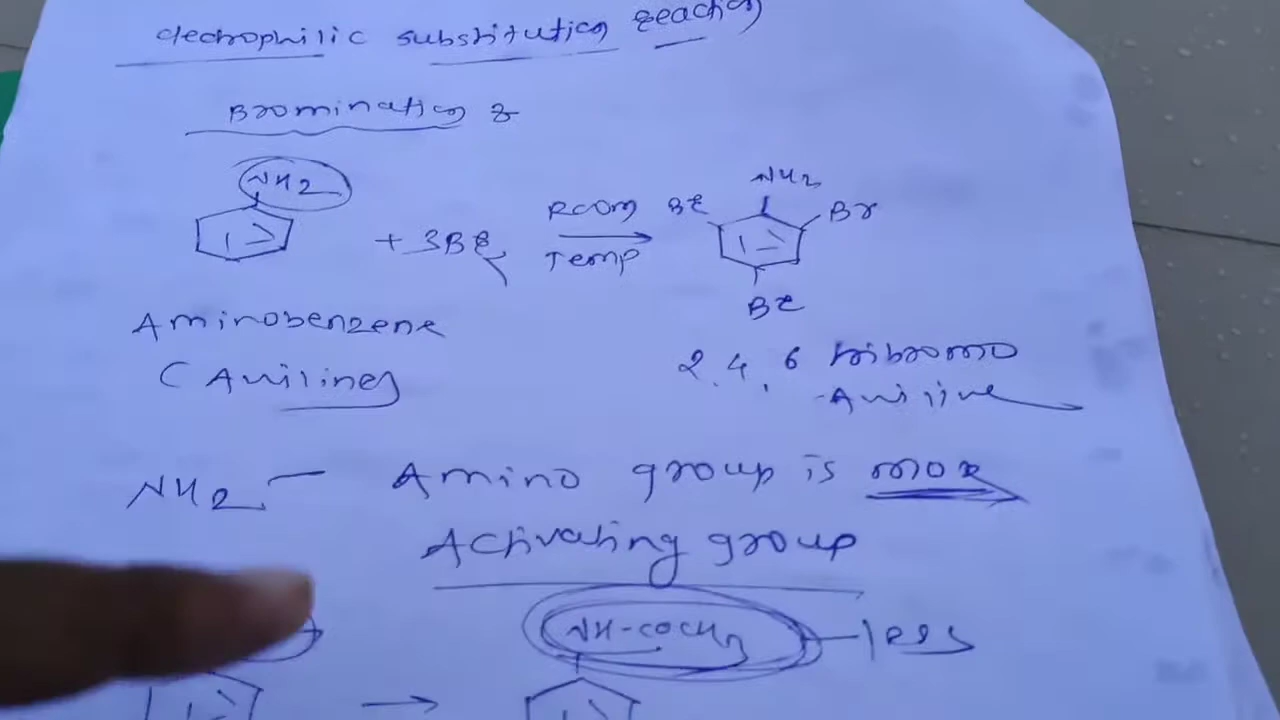 electrophilic substitution reaction
Bromination :
NH2
NH2
Br
Br
+ 3Br2
Room
Temp
Br
Aminobenzene
(Aniline)
2,4,6 tribromo
-Aniline
NH2 — Amino group is more
Activating group
NH-COCH3 — less